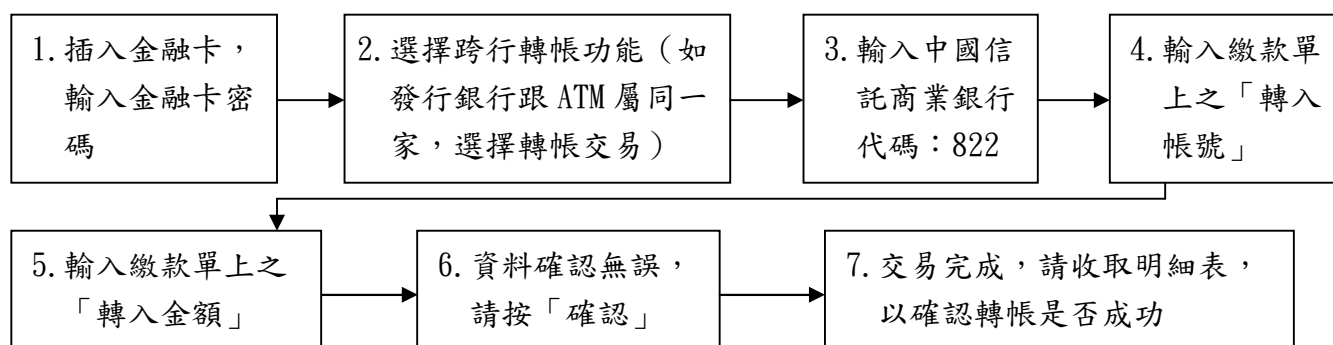 1.插入金融卡，
輸入金融卡密
碼
2.選擇跨行轉帳功能（如
發行銀行跟 ATM 屬同一
家，選擇轉帳交易）
3.輸入中國信
託商業銀行
代碼：822
4.輸入繳款單
上之「轉入
帳號」
5.輸入繳款單上之
「轉入金額」
6.資料確認無誤，
請按「確認」
7.交易完成，請收取明細表，
以確認轉帳是否成功